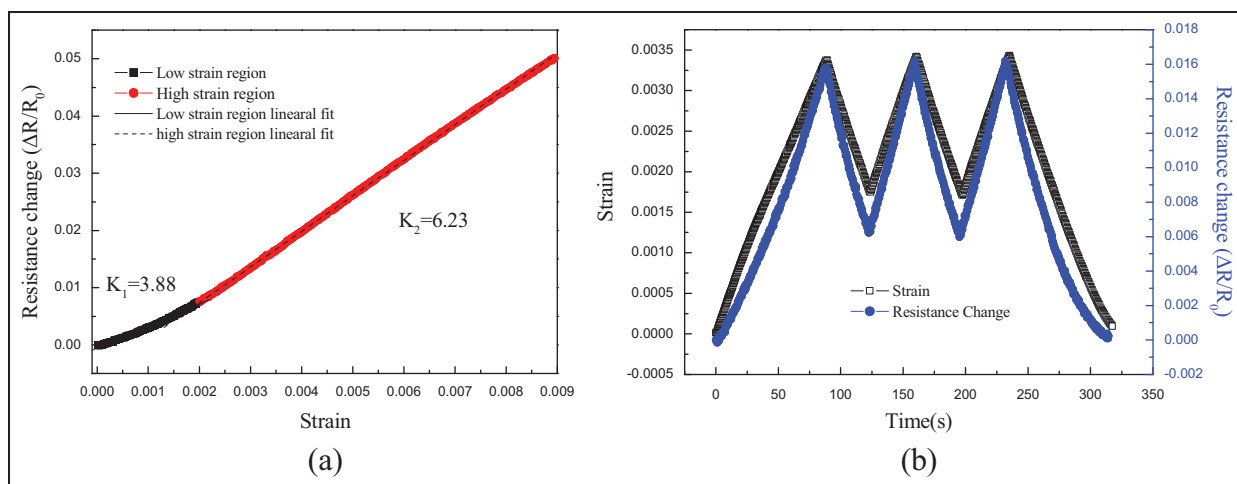 0.05
0.04
0.03
0.02
0.01
0.00
Resistance change (ΔR/R₀)
Low strain region
High strain region
Low strain region linearal fit
high strain region linearal fit
K₁=3.88
K₂=6.23
0.000 0.001 0.002 0.003 0.004 0.005 0.006 0.007 0.008 0.009
Strain
(a)
0.0035
0.0030
0.0025
0.0020
0.0015
0.0010
0.0005
0.0000
-0.0005
Strain
Strain
Resistance Change
0.018
0.016
0.014
0.012
0.010
0.008
0.006
0.004
0.002
0.000
-0.002
Resistance change (ΔR/R₀)
0 50 100 150 200 250 300 350
Time(s)
(b)